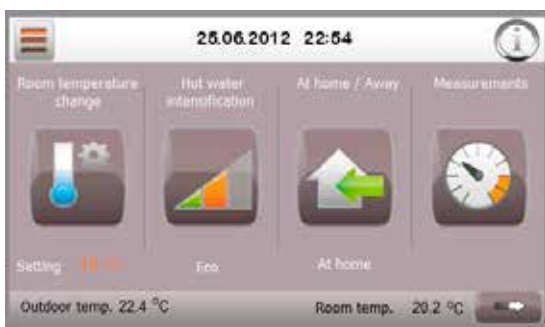 25.06.2012 22:54
Room temperature change
Hot water intensification
At home / Away
Measurements
Setting
Eco
At home
Outdoor temp. 22.4 °C
Room temp. 20.2 °C